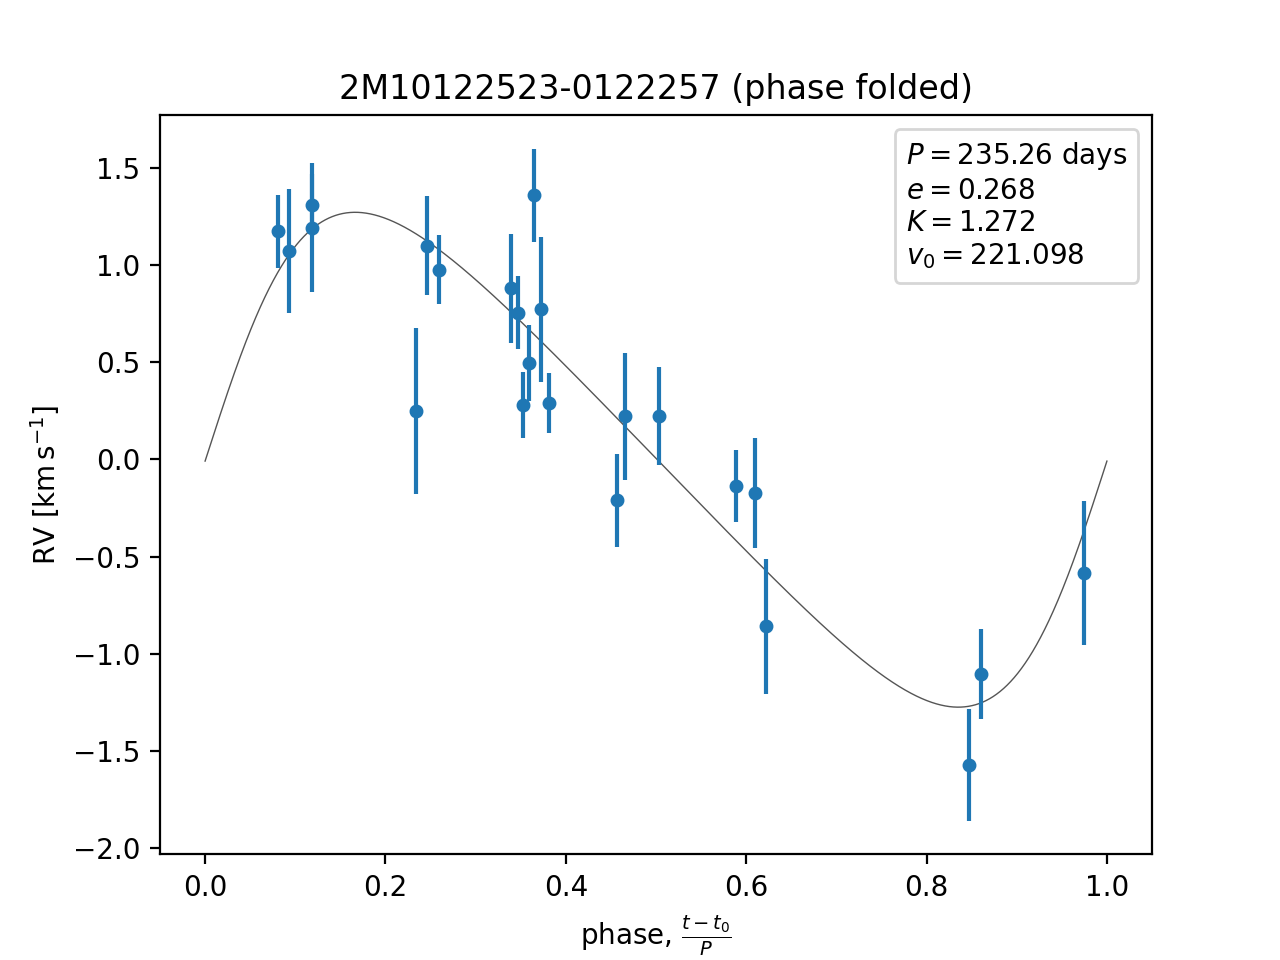 2M10122523-0122257 (phase folded)
P = 235.26 days
e = 0.268
K = 1.272
v₀ = 221.098
RV [km s⁻¹]
1.5
1.0
0.5
0.0
−0.5
−1.0
−1.5
−2.0
0.0 0.2 0.4 0.6 0.8 1.0
phase, (t − t₀)/P